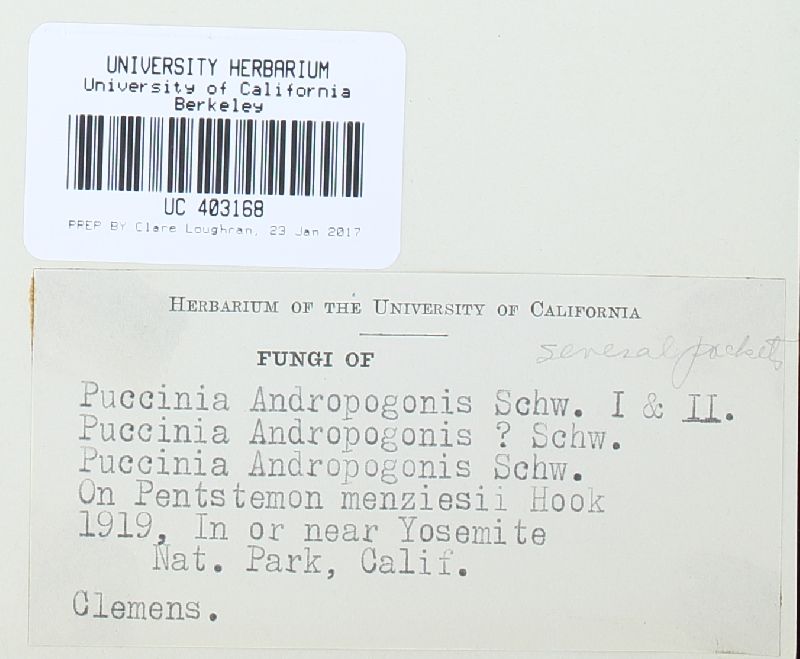 UNIVERSITY HERBARIUM
University of California
Berkeley
UC 403168
PREP BY Clare Loughran, 23 Jan 2017
HERBARIUM OF THE UNIVERSITY OF CALIFORNIA
several packets
FUNGI OF
Puccinia Andropogonis Schw. I & II.
Puccinia Andropogonis ? Schw.
Puccinia Andropogonis Schw.
On Pentstemon menziesii Hook
1919, In or near Yosemite
Nat. Park, Calif.
Clemens.